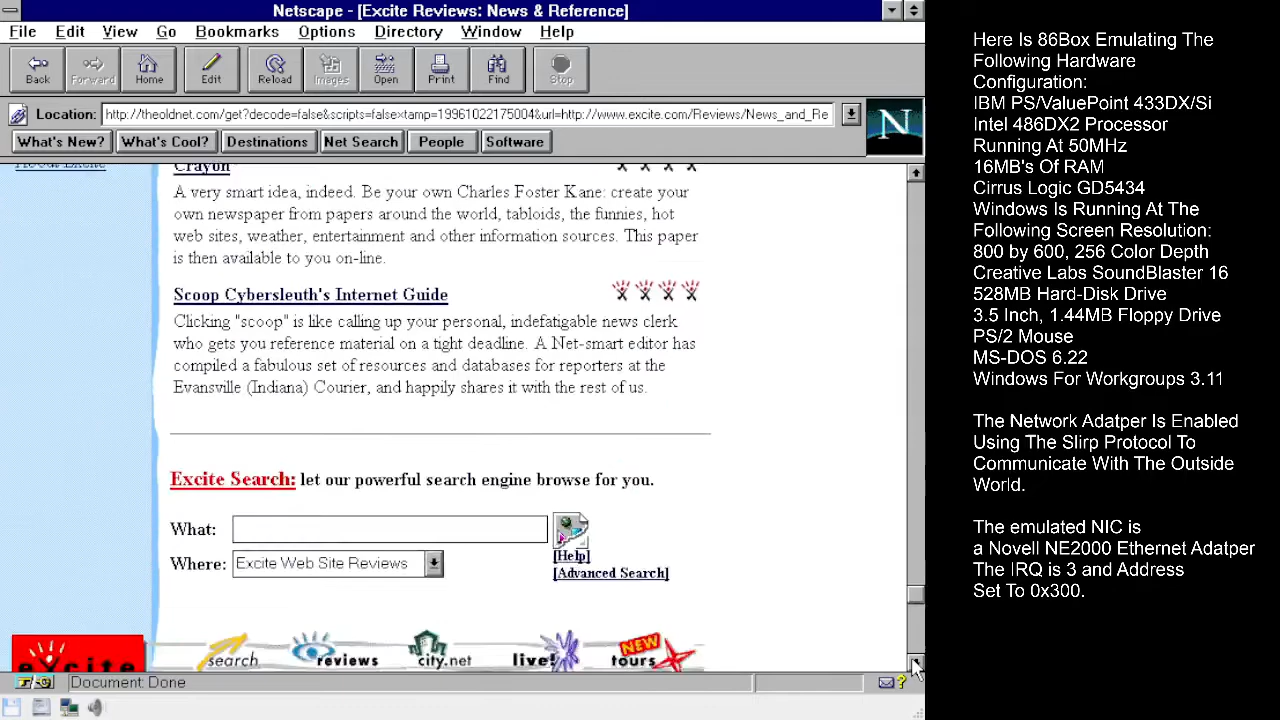 Netscape - [Excite Reviews: News & Reference]
File Edit View Go Bookmarks Options Directory Window Help
Back Forward Home Edit Reload Images Open Print Find Stop
Location: http://theoldnet.com/get?decode=false&scripts=false×tamp=19961022175004&url=http://www.excite.com/Reviews/News_and_Re
N
What's New? What's Cool? Destinations Net Search People Software
About Excite
Crayon
A very smart idea, indeed. Be your own Charles Foster Kane: create your
own newspaper from papers around the world, tabloids, the funnies, hot
web sites, weather, entertainment and other information sources. This paper
is then available to you on-line.
Scoop Cybersleuth's Internet Guide
Clicking "scoop" is like calling up your personal, indefatigable news clerk
who gets you reference material on a tight deadline. A Net-smart editor has
compiled a fabulous set of resources and databases for reporters at the
Evansville (Indiana) Courier, and happily shares it with the rest of us.
Excite Search: let our powerful search engine browse for you.
What:
[Help]
Where: Excite Web Site Reviews
[Advanced Search]
excite
search reviews city.net live! NEW tours
Document: Done
Here Is 86Box Emulating The
Following Hardware
Configuration:
IBM PS/ValuePoint 433DX/Si
Intel 486DX2 Processor
Running At 50MHz
16MB's Of RAM
Cirrus Logic GD5434
Windows Is Running At The
Following Screen Resolution:
800 by 600, 256 Color Depth
Creative Labs SoundBlaster 16
528MB Hard-Disk Drive
3.5 Inch, 1.44MB Floppy Drive
PS/2 Mouse
MS-DOS 6.22
Windows For Workgroups 3.11
The Network Adatper Is Enabled
Using The Slirp Protocol To
Communicate With The Outside
World.
The emulated NIC is
a Novell NE2000 Ethernet Adatper
The IRQ is 3 and Address
Set To 0x300.